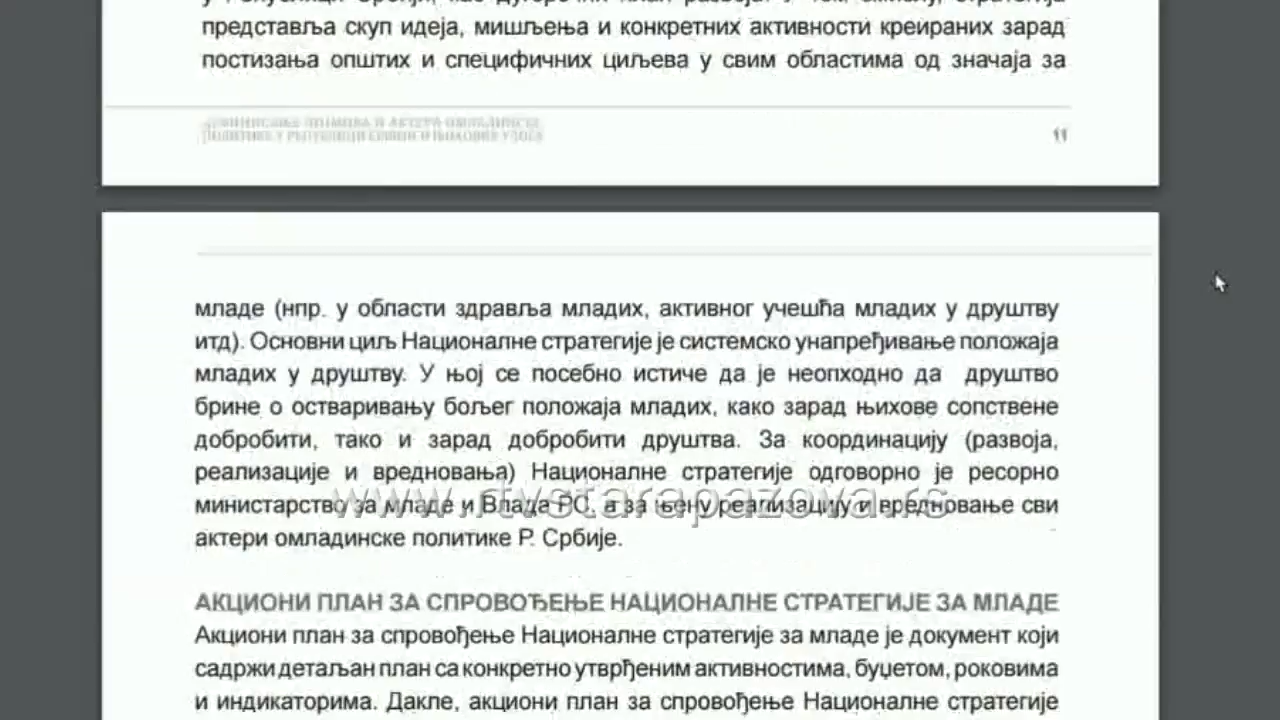 представља скуп идеја, мишљења и конкретних активности креираних зарад
постизања општих и специфичних циљева у свим областима од значаја за
11
младе (нпр. у области здравља младих, активног учешћа младих у друштву
итд). Основни циљ Националне стратегије је системско унапређивање положаја
младих у друштву. У њој се посебно истиче да је неопходно да друштво
брине о остваривању бољег положаја младих, како зарад њихове сопствене
добробити, тако и зарад добробити друштва. За координацију (развоја,
реализације и вредновања) Националне стратегије одговорно је ресорно
министарство за младе и Влада РС, а за њену реализацију и вредновање сви
www.rtvstarapazova.rs
актери омладинске политике Р. Србије.
АКЦИОНИ ПЛАН ЗА СПРОВОЂЕЊЕ НАЦИОНАЛНЕ СТРАТЕГИЈЕ ЗА МЛАДЕ
Акциони план за спровођење Националне стратегије за младе је документ који
садржи детаљан план са конкретно утврђеним активностима, буџетом, роковима
и индикаторима. Дакле, акциони план за спровођење Националне стратегије